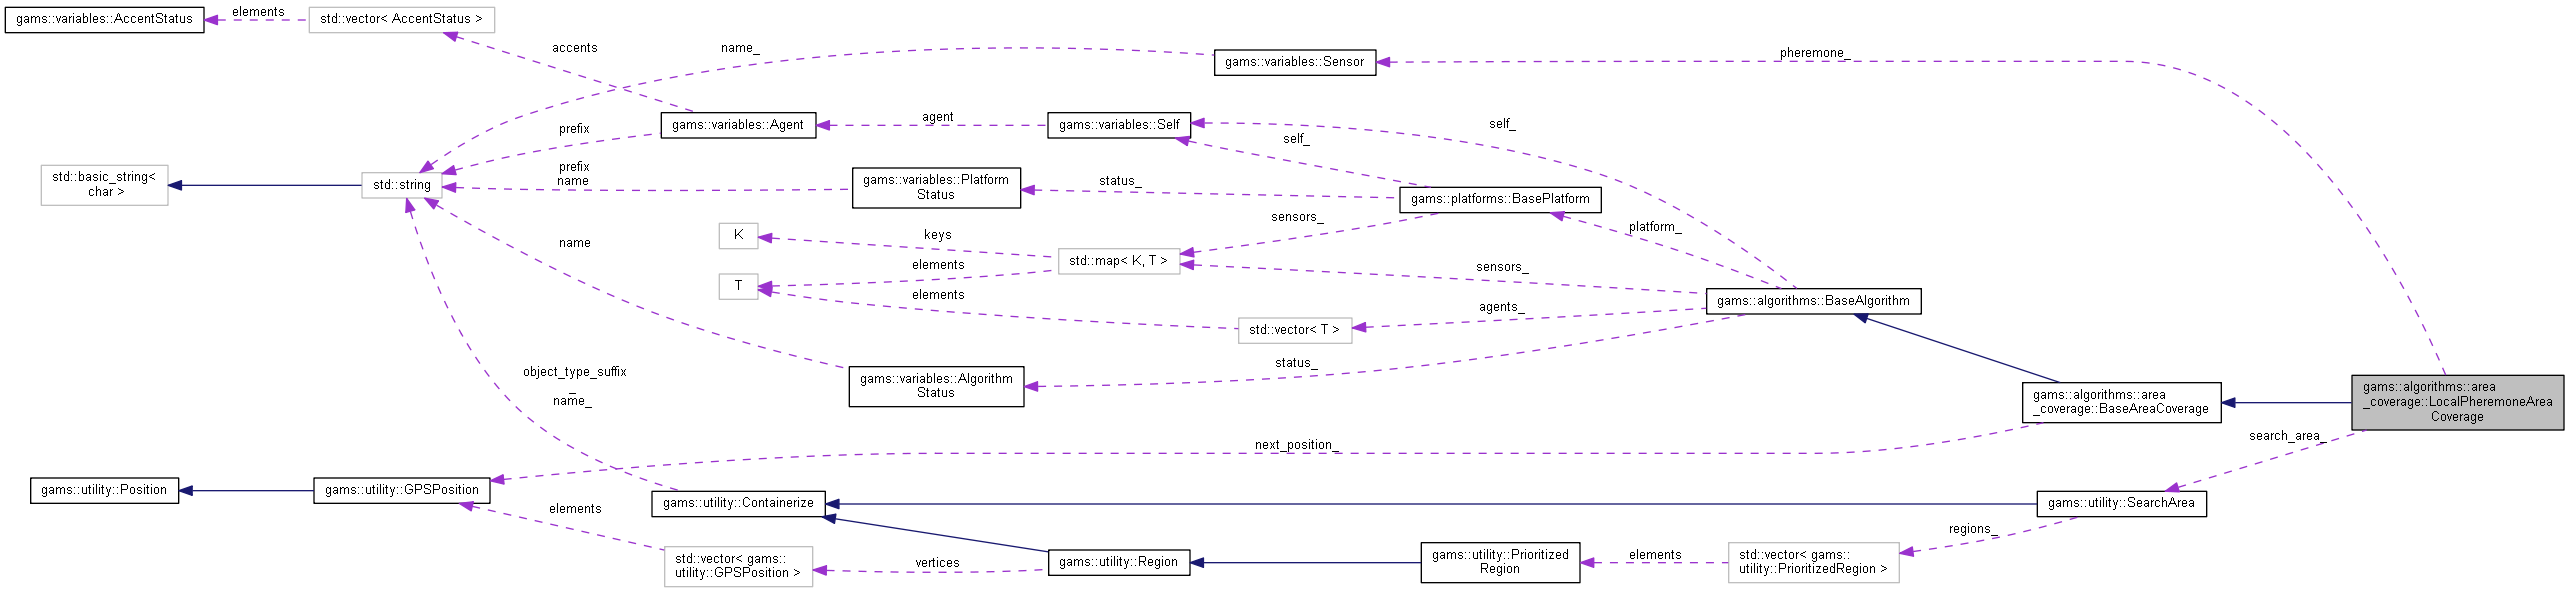 gams::variables::AccentStatus
elements
std::vector< AccentStatus >
accents
name_
gams::variables::Sensor
pheremone_
gams::variables::Agent
agent
gams::variables::Self
self_
prefix
self_
std::basic_string<
char >
std::string
prefix
name
gams::variables::Platform
Status
status_
gams::platforms::BasePlatform
sensors_
K
keys
std::map< K, T >
platform_
name
T
elements
elements
sensors_
gams::algorithms::BaseAlgorithm
std::vector< T >
agents_
object_type_suffix
_
name_
gams::variables::Algorithm
Status
status_
gams::algorithms::area
_coverage::BaseAreaCoverage
gams::algorithms::area
_coverage::LocalPheremoneArea
Coverage
next_position_
search_area_
gams::utility::Position
gams::utility::GPSPosition
gams::utility::Containerize
gams::utility::SearchArea
elements
std::vector< gams::
utility::GPSPosition >
vertices
gams::utility::Region
gams::utility::Prioritized
Region
elements
std::vector< gams::
utility::PrioritizedRegion >
regions_